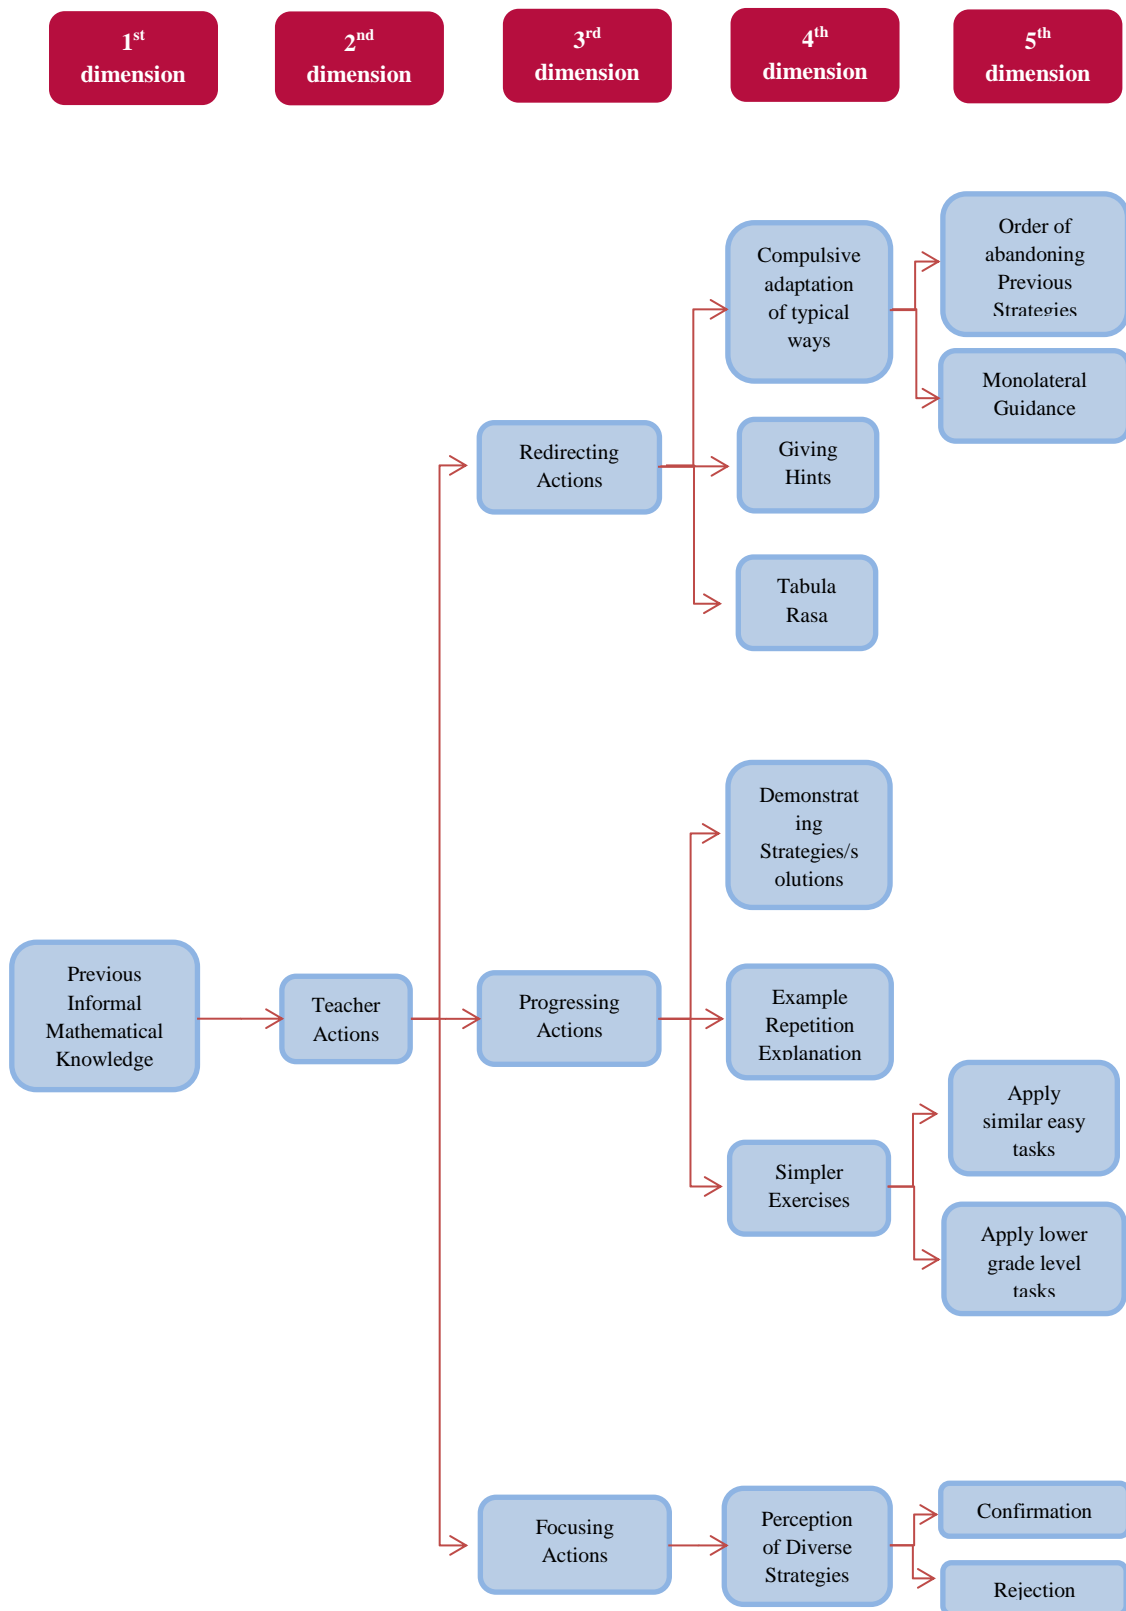 1st
dimension
2nd
dimension
3rd
dimension
4th
dimension
5th
dimension
Order of
abandoning
Previous
Strategies
Compulsive
adaptation
of typical
ways
Monolateral
Guidance
Redirecting
Actions
Giving
Hints
Tabula
Rasa
Demonstrat
ing
Strategies/s
olutions
Previous
Informal
Mathematical
Knowledge
Teacher
Actions
Progressing
Actions
Example
Repetition
Explanation
Apply
similar easy
tasks
Simpler
Exercises
Apply lower
grade level
tasks
Focusing
Actions
Perception
of Diverse
Strategies
Confirmation
Rejection